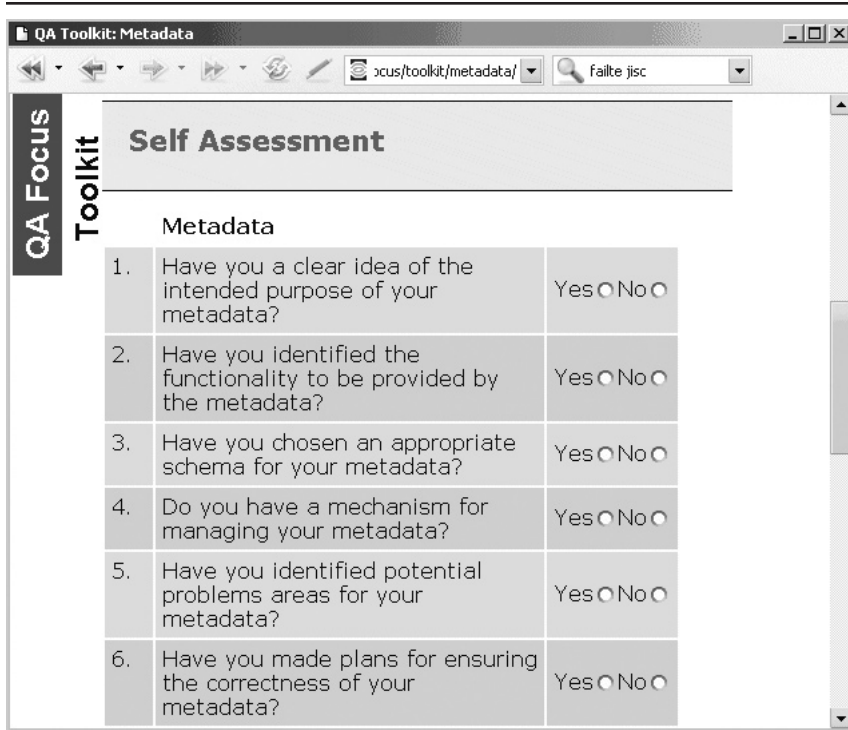 QA Toolkit: Metadata
ocus/toolkit/metadata/
failte jisc
QA Focus
Toolkit
Self Assessment
Metadata
1. Have you a clear idea of the
intended purpose of your
metadata?
Yes No
2. Have you identified the
functionality to be provided by
the metadata?
Yes No
3. Have you chosen an appropriate
schema for your metadata?
Yes No
4. Do you have a mechanism for
managing your metadata?
Yes No
5. Have you identified potential
problems areas for your
metadata?
Yes No
6. Have you made plans for ensuring
the correctness of your
metadata?
Yes No